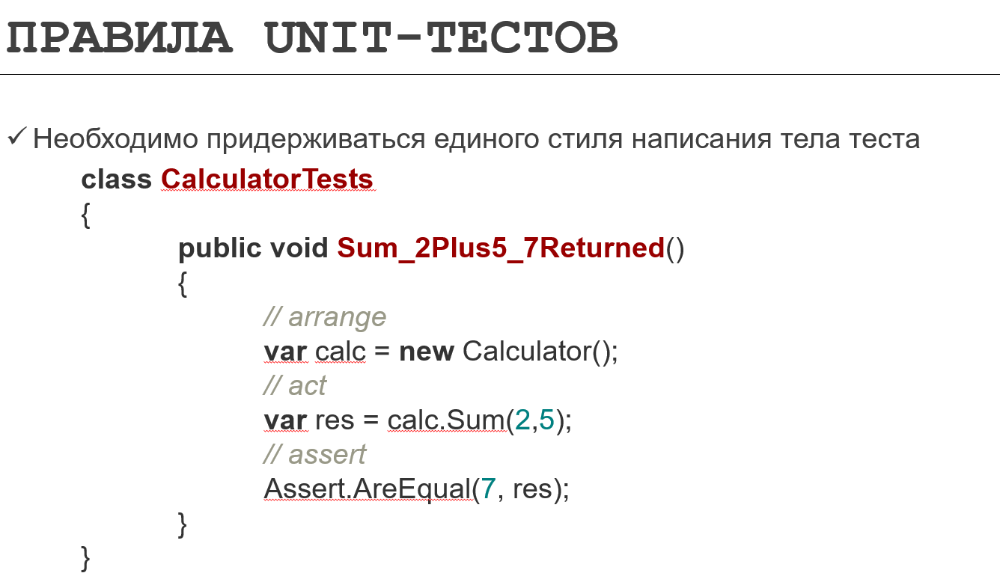 ПРАВИЛА UNIT-ТЕСТОВ
✓ Необходимо придерживаться единого стиля написания тела теста
class CalculatorTests
{
public void Sum_2Plus5_7Returned()
{
// arrange
var calc = new Calculator();
// act
var res = calc.Sum(2,5);
// assert
Assert.AreEqual(7, res);
}
}